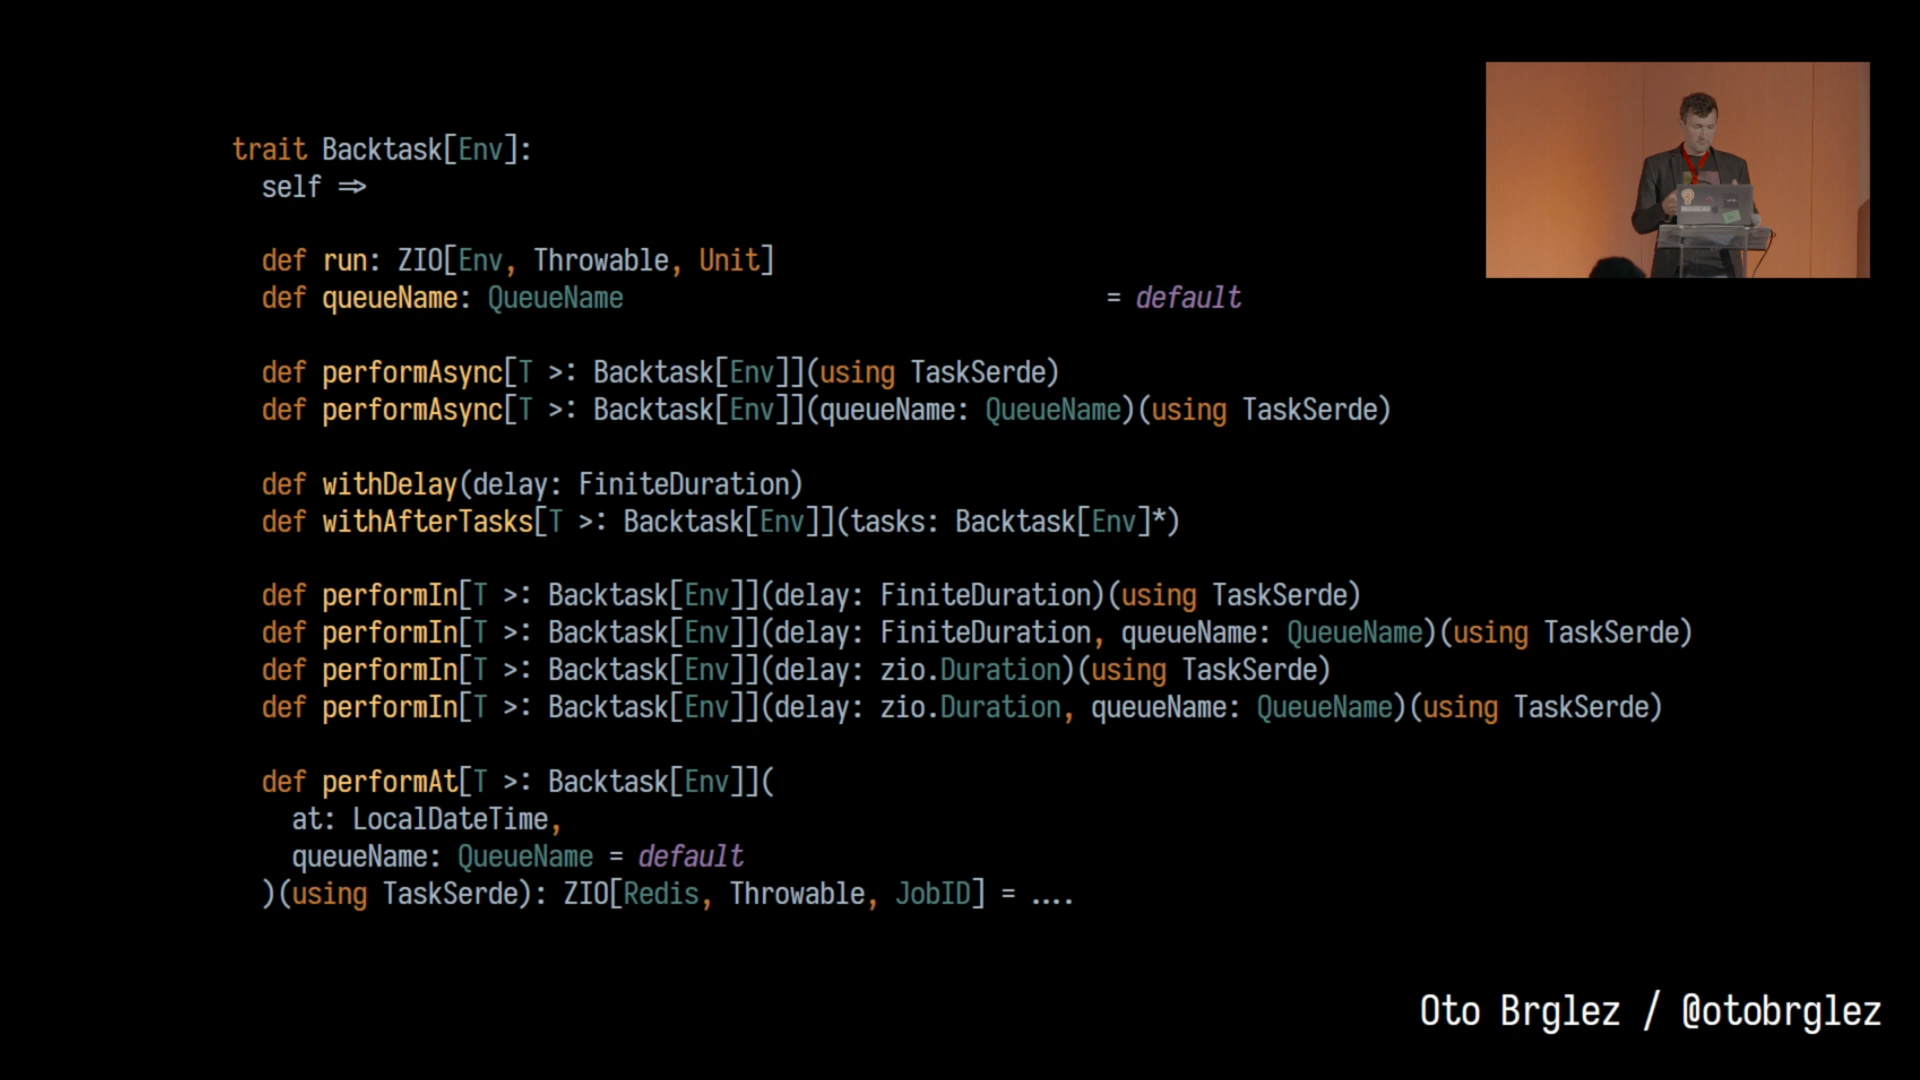 trait Backtask[Env]:
self =>
def run: ZIO[Env, Throwable, Unit]
def queueName: QueueName = default
def performAsync[T >: Backtask[Env]](using TaskSerde)
def performAsync[T >: Backtask[Env]](queueName: QueueName)(using TaskSerde)
def withDelay(delay: FiniteDuration)
def withAfterTasks[T >: Backtask[Env]](tasks: Backtask[Env]*)
def performIn[T >: Backtask[Env]](delay: FiniteDuration)(using TaskSerde)
def performIn[T >: Backtask[Env]](delay: FiniteDuration, queueName: QueueName)(using TaskSerde)
def performIn[T >: Backtask[Env]](delay: zio.Duration)(using TaskSerde)
def performIn[T >: Backtask[Env]](delay: zio.Duration, queueName: QueueName)(using TaskSerde)
def performAt[T >: Backtask[Env]](
at: LocalDateTime,
queueName: QueueName = default
)(using TaskSerde): ZIO[Redis, Throwable, JobID] = ....
Oto Brglez / @otobrglez